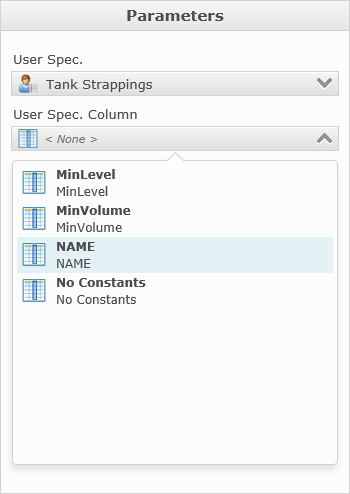 Parameters
User Spec.
Tank Strappings
User Spec. Column
< None >
MinLevel
MinLevel
MinVolume
MinVolume
NAME
NAME
No Constants
No Constants